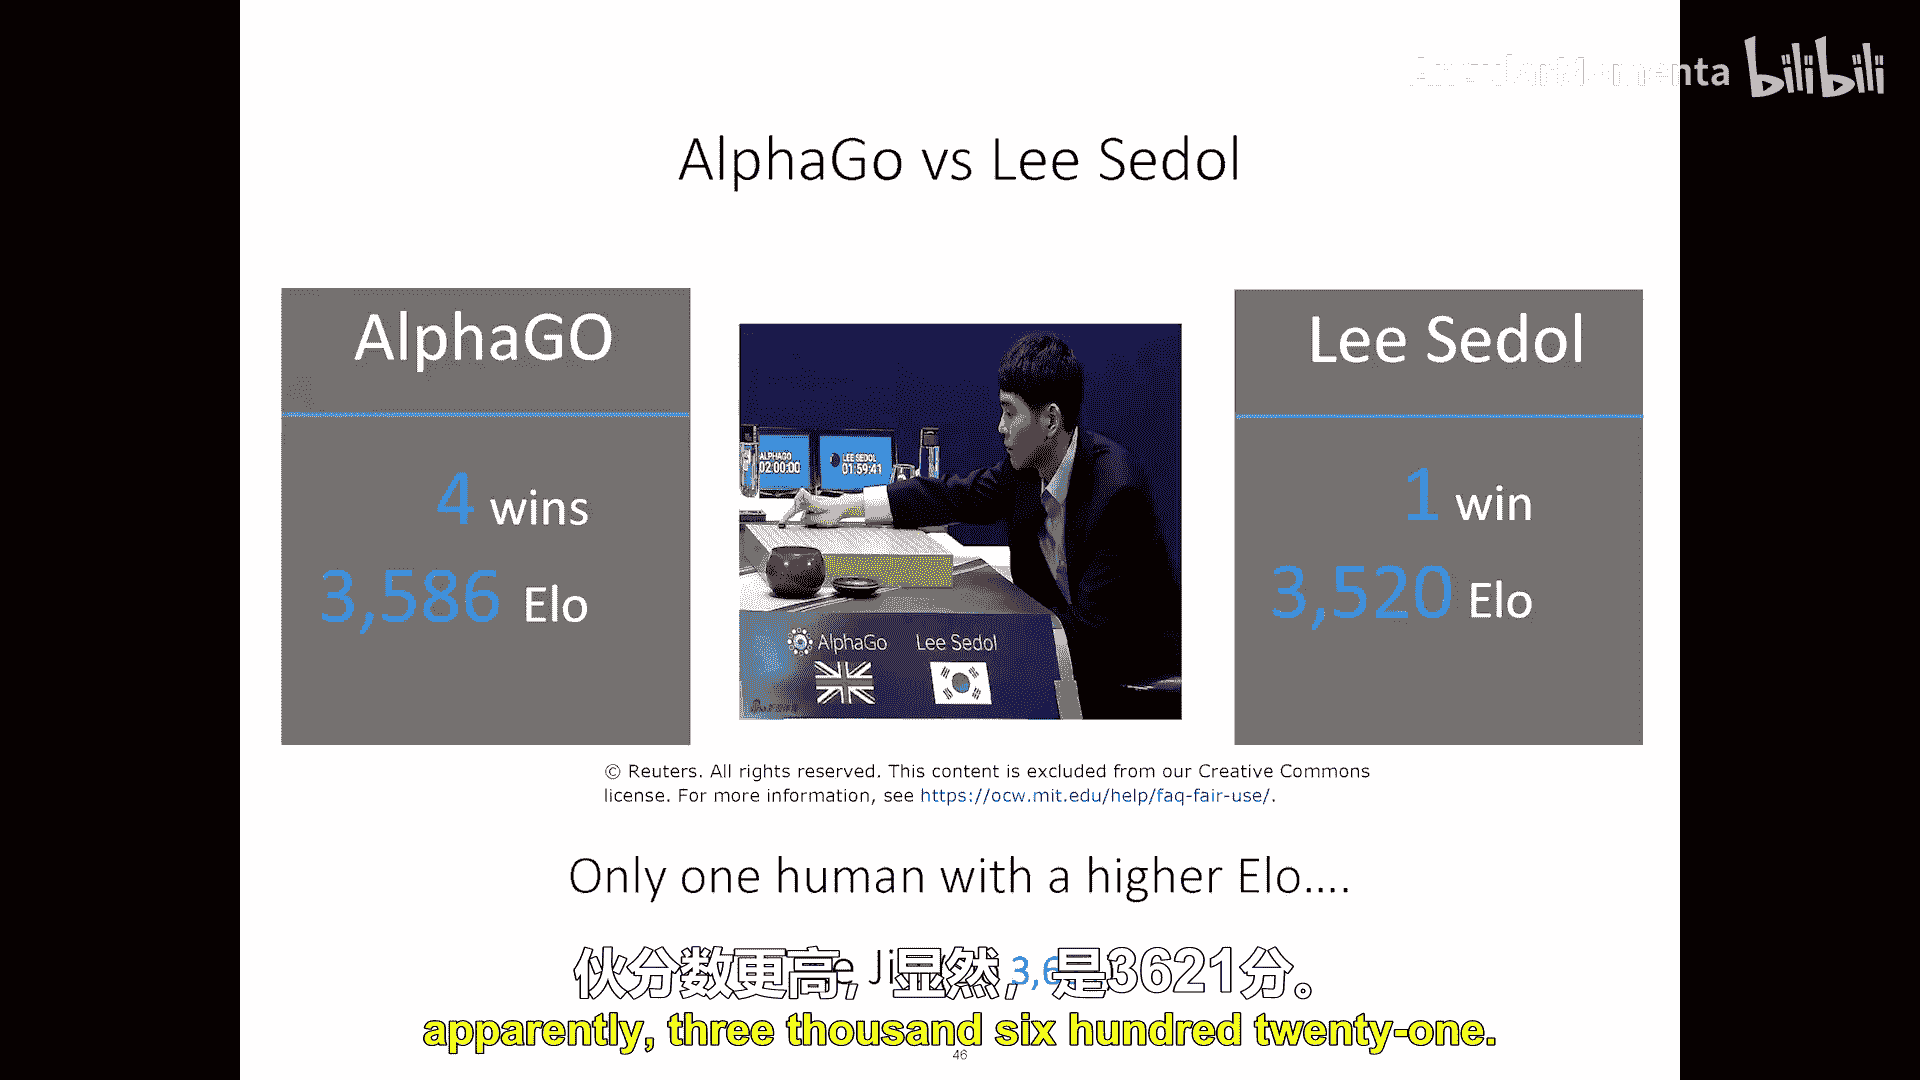 bilibili
AlphaGo vs Lee Sedol
AlphaGO
4 wins
3,586 Elo
Lee Sedol
1 win
3,520 Elo
ALPHAGO
02:00:00
LEE SEDOL
01:59:41
AlphaGo Lee Sedol
© Reuters. All rights reserved. This content is excluded from our Creative Commons
license. For more information, see https://ocw.mit.edu/help/faq-fair-use/.
Only one human with a higher Elo....
伙分数更高，显然，是3621分。
apparently, three thousand six hundred twenty-one.
46